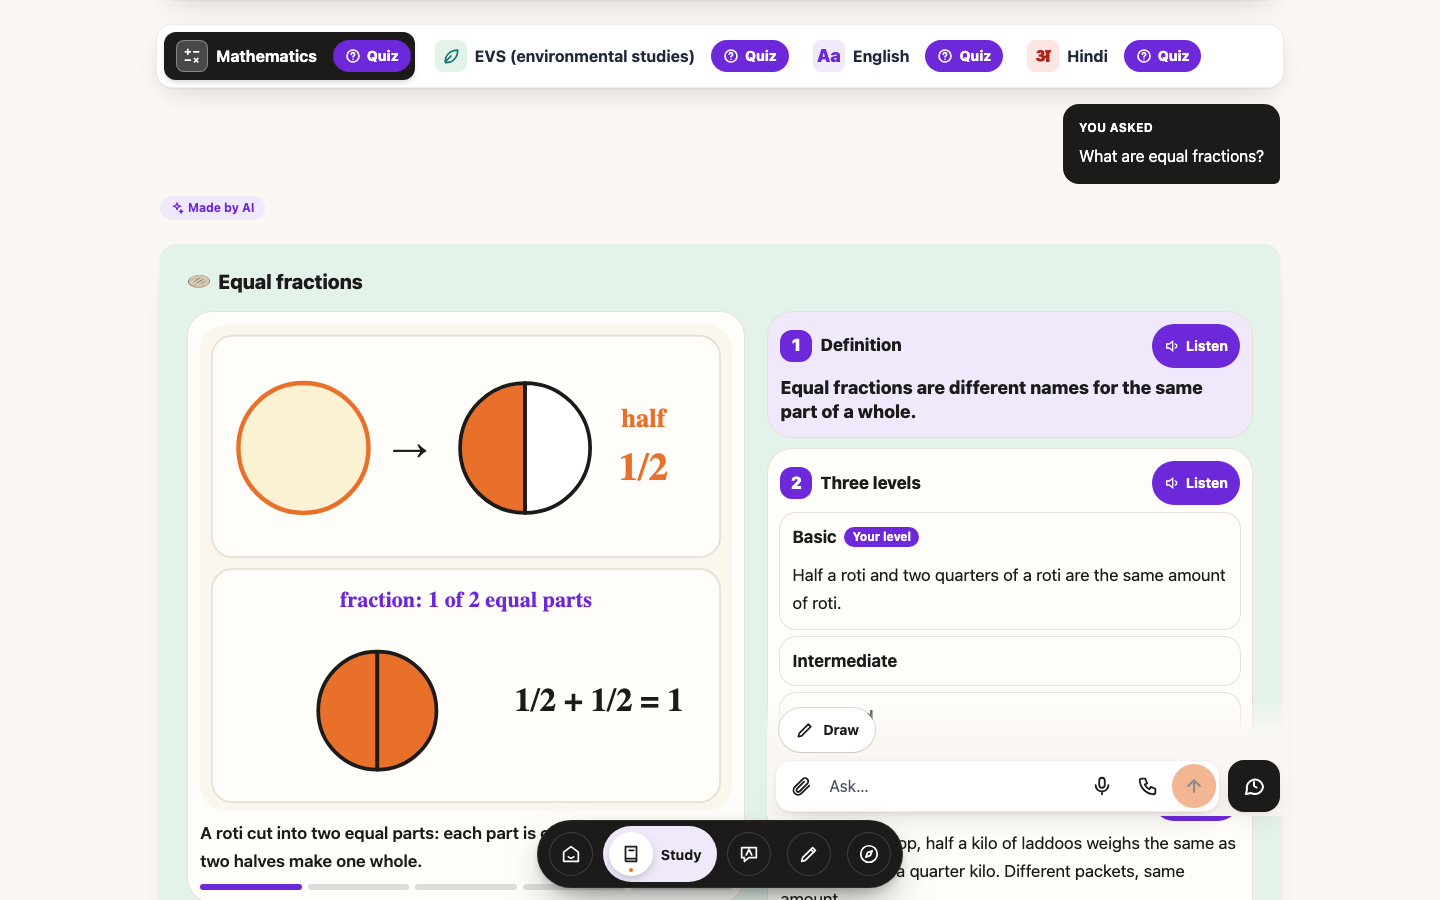 Mathematics
Quiz
EVS (environmental studies)
Quiz
Aa
English
Quiz
अ
Hindi
Quiz
YOU ASKED
What are equal fractions?
Made by AI
Equal fractions
half
1/2
fraction: 1 of 2 equal parts
1/2 + 1/2 = 1
A roti cut into two equal parts: each part is
two halves make one whole.
1
Definition
Listen
Equal fractions are different names for the same
part of a whole.
2
Three levels
Listen
Basic
Your level
Half a roti and two quarters of a roti are the same amount
of roti.
Intermediate
Draw
Ask...
half a kilo of laddoos weighs the same as
a quarter kilo. Different packets, same
amount
Study